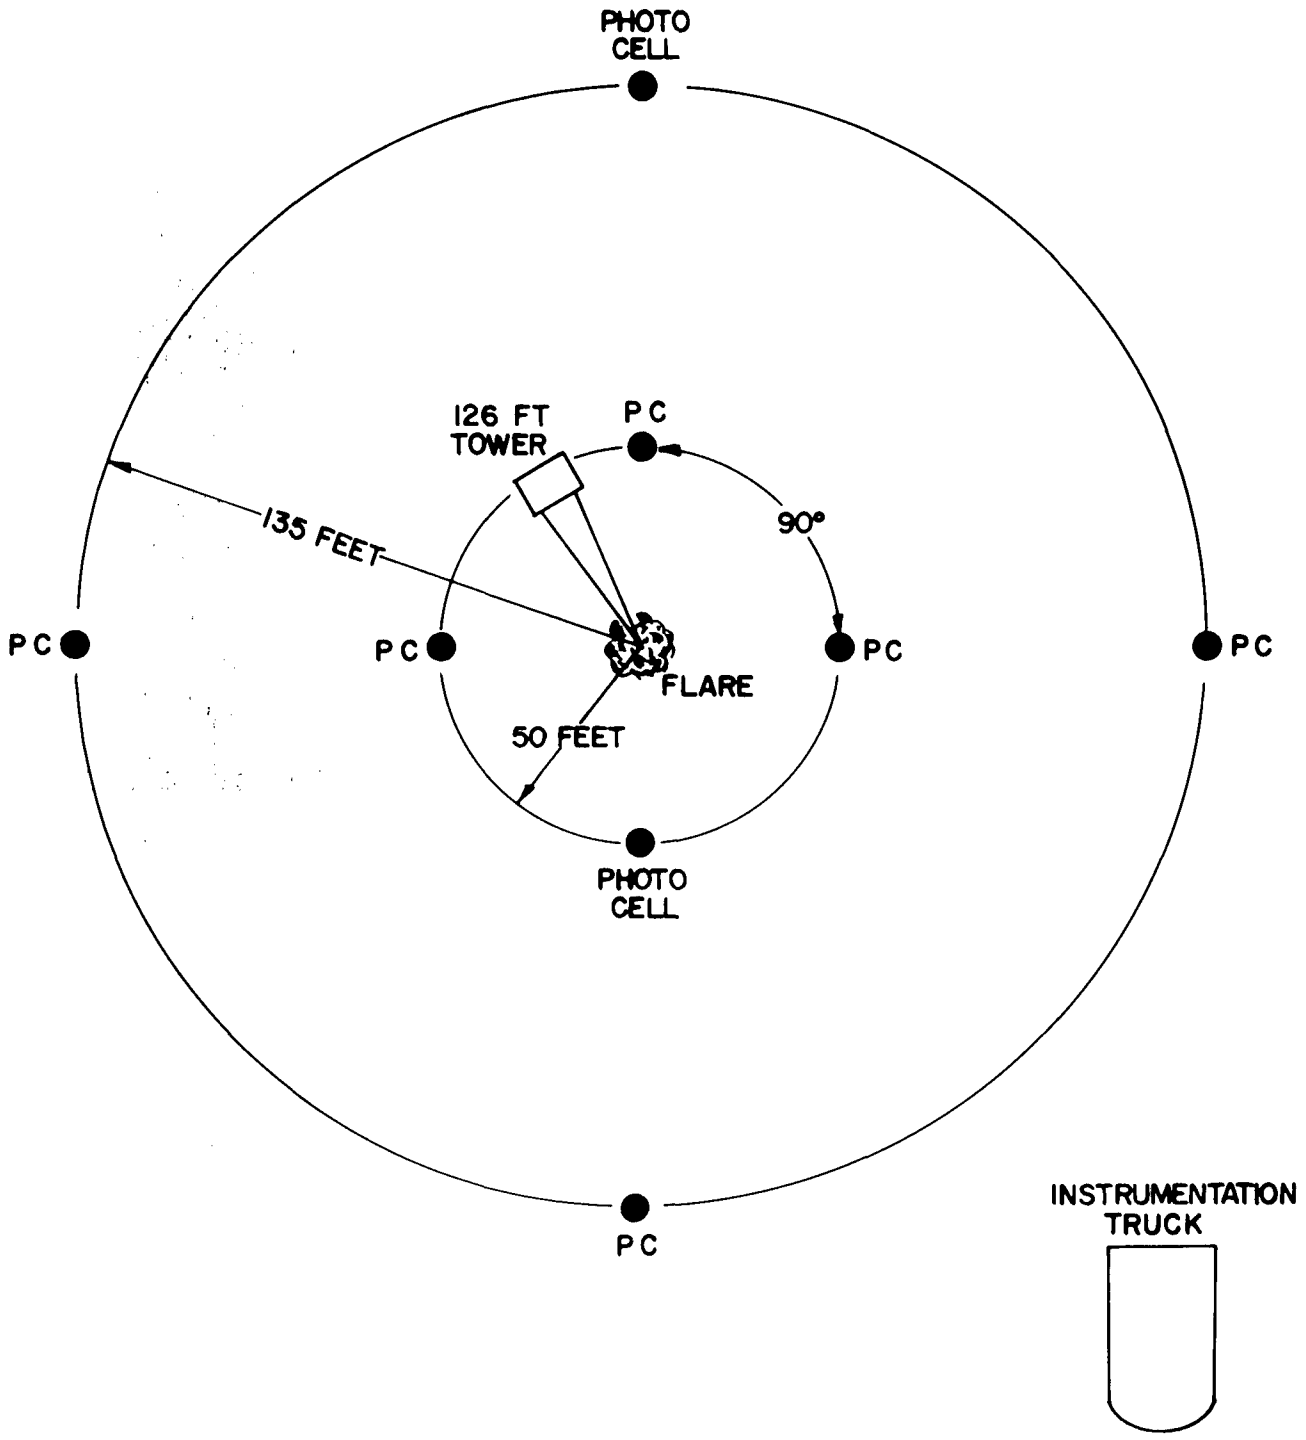 PHOTO
CELL
126 FT
TOWER
P C
90°
135 FEET
P C
P C
P C
P C
FLARE
50 FEET
PHOTO
CELL
INSTRUMENTATION
TRUCK
P C